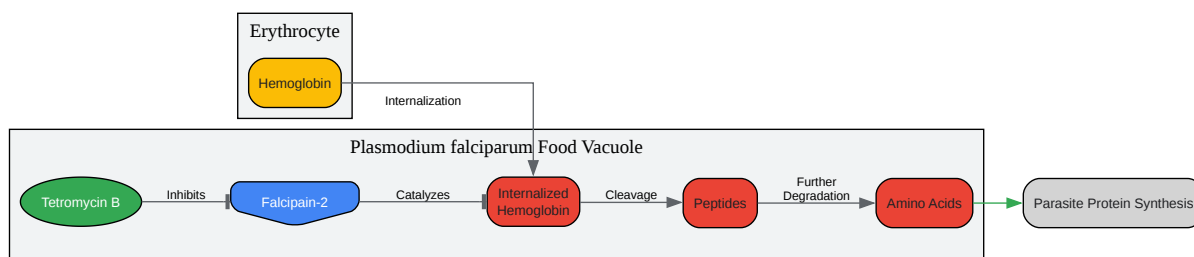 Erythrocyte
Hemoglobin
Internalization
Plasmodium falciparum Food Vacuole
Tetromycin B
Inhibits
Falcipain-2
Catalyzes
Internalized
Hemoglobin
Cleavage
Peptides
Further
Degradation
Amino Acids
Parasite Protein Synthesis